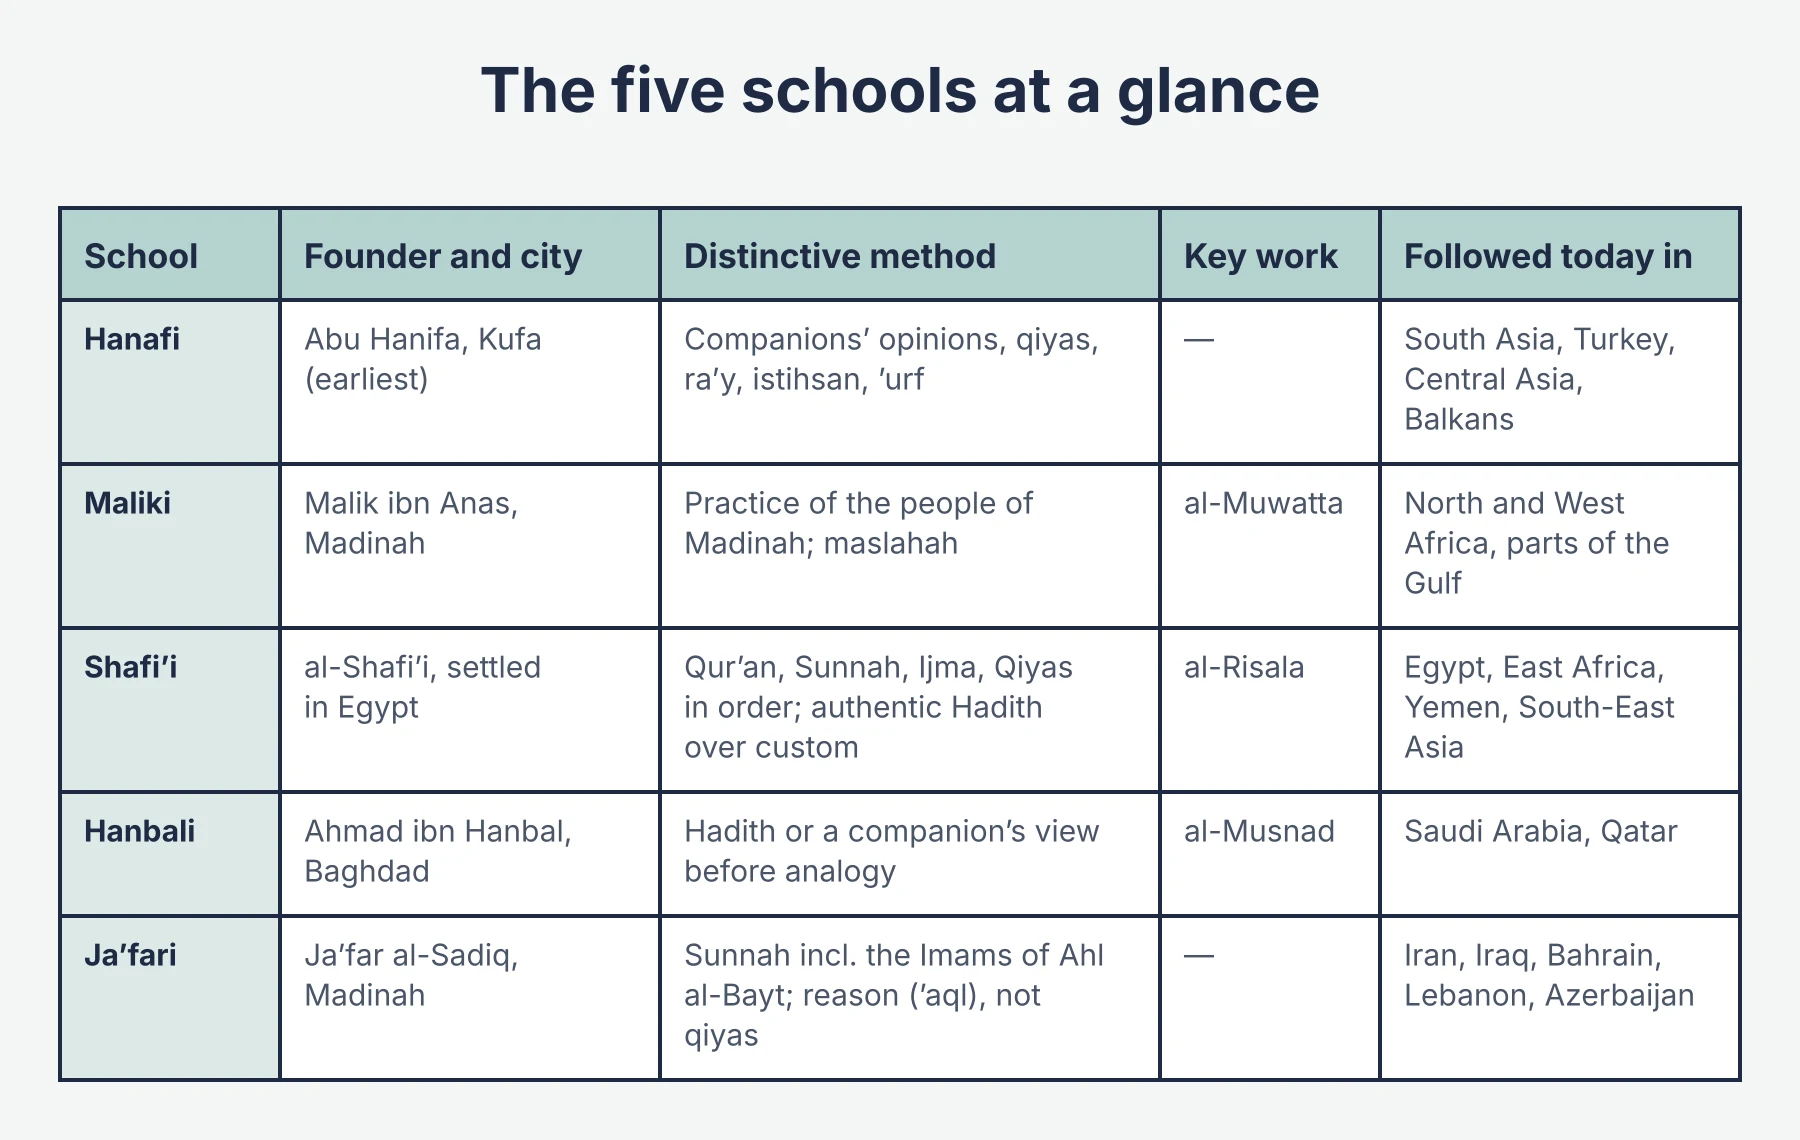 The five schools at a glance
School
Founder and city
Distinctive method
Key work
Followed today in
Hanafi
Abu Hanifa, Kufa
(earliest)
Companions’ opinions, qiyas,
ra’y, istihsan, ’urf
—
South Asia, Turkey,
Central Asia,
Balkans
Maliki
Malik ibn Anas,
Madinah
Practice of the people of
Madinah; maslahah
al-Muwatta
North and West
Africa, parts of the
Gulf
Shafi’i
al-Shafi’i, settled
in Egypt
Qur’an, Sunnah, Ijma, Qiyas
in order; authentic Hadith
over custom
al-Risala
Egypt, East Africa,
Yemen, South-East
Asia
Hanbali
Ahmad ibn Hanbal,
Baghdad
Hadith or a companion’s view
before analogy
al-Musnad
Saudi Arabia, Qatar
Ja’fari
Ja’far al-Sadiq,
Madinah
Sunnah incl. the Imams of Ahl
al-Bayt; reason (’aql), not
qiyas
—
Iran, Iraq, Bahrain,
Lebanon, Azerbaijan